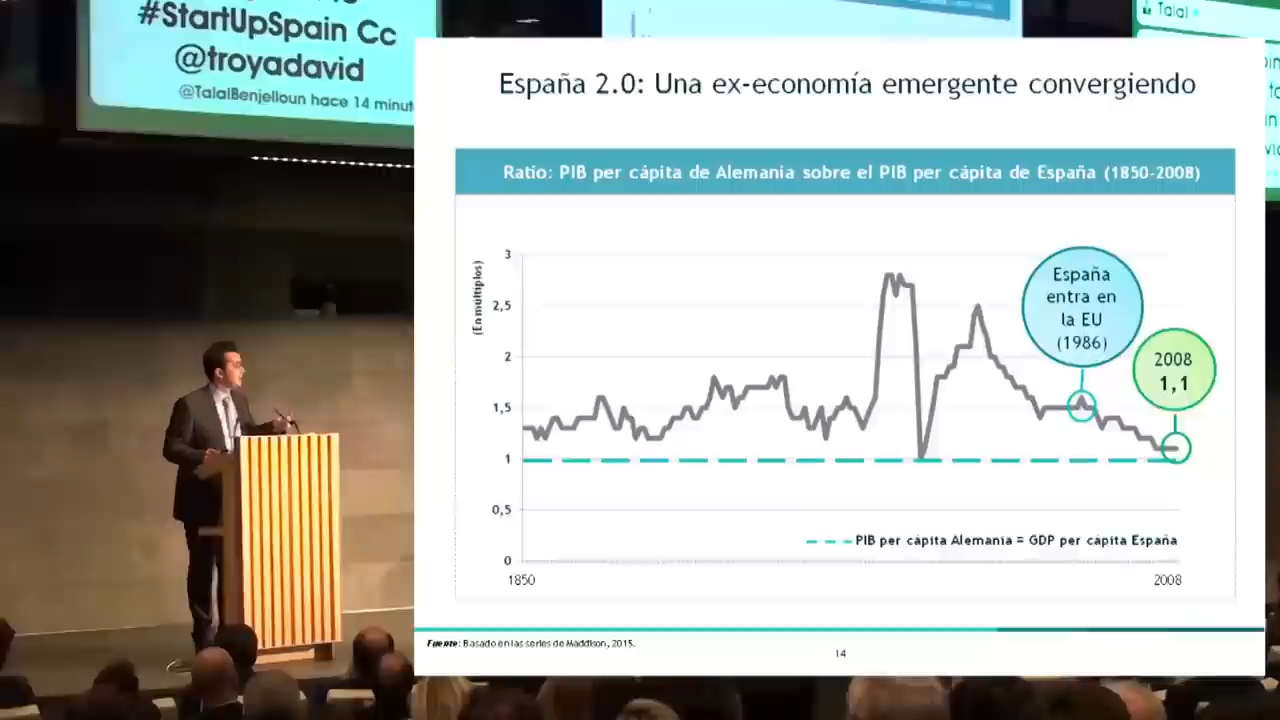 #StartUpSpain Cc
@troyadavid
@TalalBenjelloun hace 14 minut
Talal
España 2.0: Una ex-economía emergente convergiendo
Ratio: PIB per cápita de Alemania sobre el PIB per cápita de España (1850-2008)
(En múltiplos)
3
2,5
2
1,5
1
0,5
0
España
entra en
la EU
(1986)
2008
1,1
PIB per cápita Alemania = GDP per cápita España
1850
2008
Fuente: Basado en las series de Maddison, 2015.
14